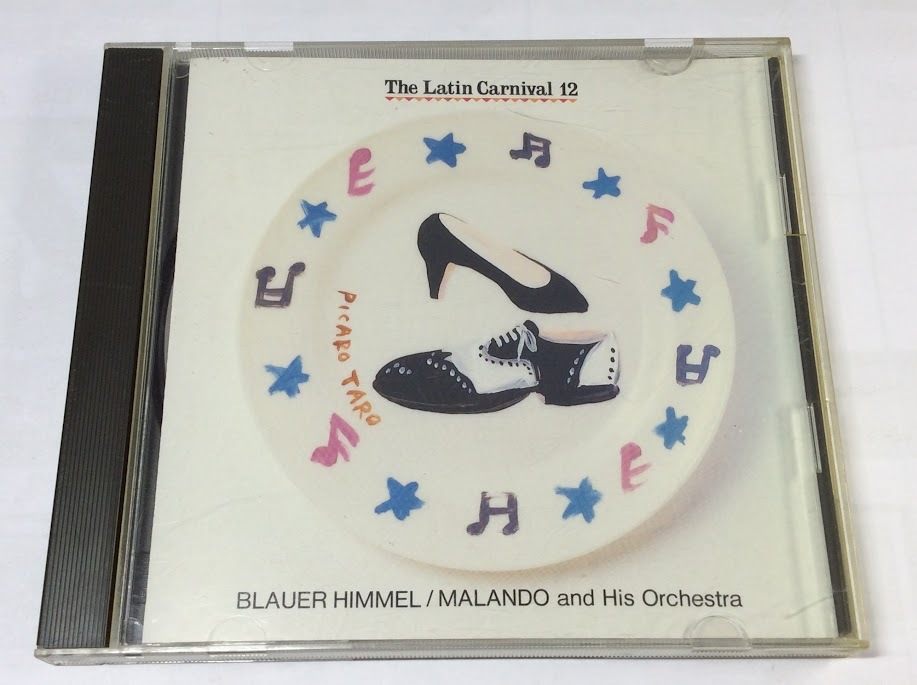 The Latin Carnival 12
PiCARO TARO
BLAUER HIMMEL / MALANDO and His Orchestra